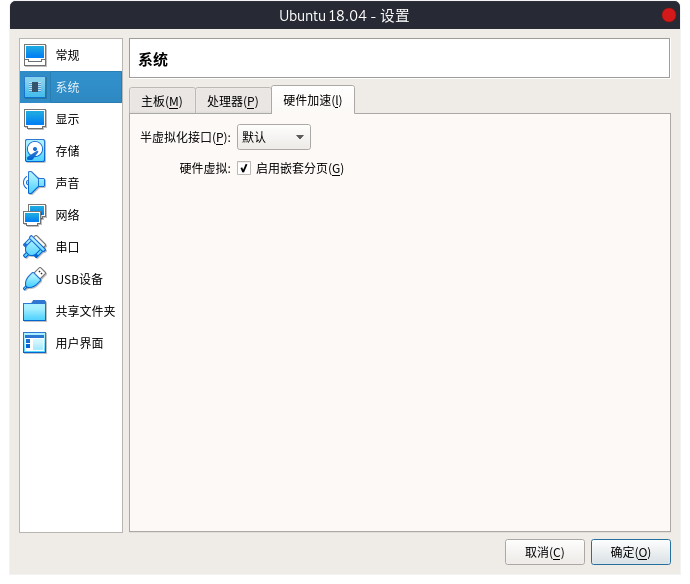 Ubuntu 18.04 - 设置
常规
系统
显示
存储
声音
网络
串口
USB设备
共享文件夹
用户界面
系统
主板(M) 处理器(P) 硬件加速(I)
半虚拟化接口(P): 默认
硬件虚拟: 启用嵌套分页(G)
取消(C) 确定(O)